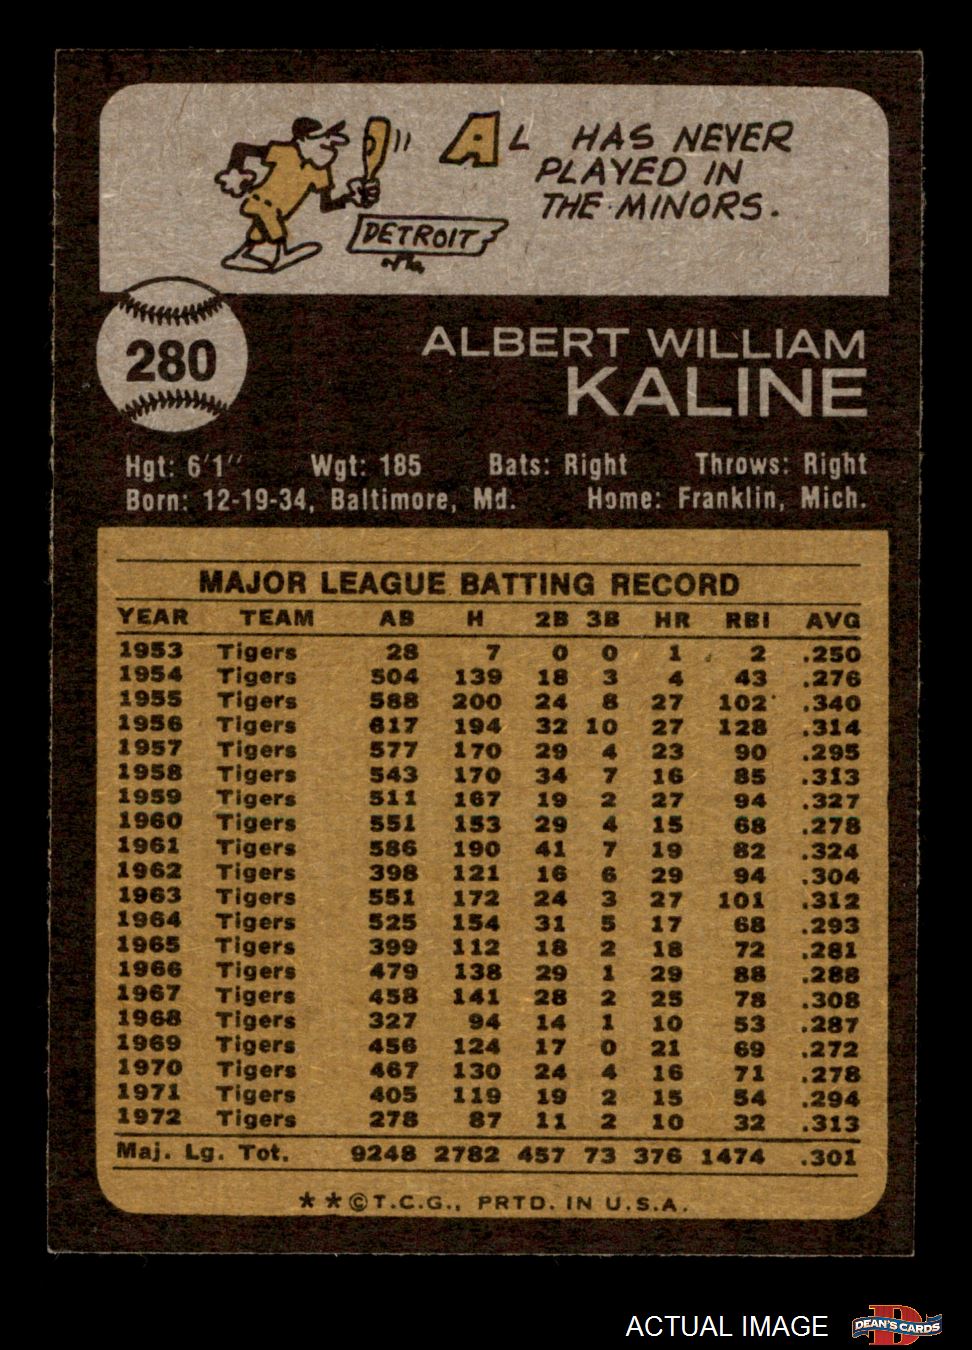 AL HAS NEVER
PLAYED IN
THE MINORS.
DETROIT
280
ALBERT WILLIAM
KALINE
Hgt: 6'1" Wgt: 185 Bats: Right Throws: Right
Born: 12-19-34, Baltimore, Md. Home: Franklin, Mich.
MAJOR LEAGUE BATTING RECORD
YEAR TEAM AB H 2B 3B HR RBI AVG
1953 Tigers 28 7 0 0 1 2 .250
1954 Tigers 504 139 18 3 4 43 .276
1955 Tigers 588 200 24 8 27 102 .340
1956 Tigers 617 194 32 10 27 128 .314
1957 Tigers 577 170 29 4 23 90 .295
1958 Tigers 543 170 34 7 16 85 .313
1959 Tigers 511 167 19 2 27 94 .327
1960 Tigers 551 153 29 4 15 68 .278
1961 Tigers 586 190 41 7 19 82 .324
1962 Tigers 398 121 16 6 29 94 .304
1963 Tigers 551 172 24 3 27 101 .312
1964 Tigers 525 154 31 5 17 68 .293
1965 Tigers 399 112 18 2 18 72 .281
1966 Tigers 479 138 29 1 29 88 .288
1967 Tigers 458 141 28 2 25 78 .308
1968 Tigers 327 94 14 1 10 53 .287
1969 Tigers 456 124 17 0 21 69 .272
1970 Tigers 467 130 24 4 16 71 .278
1971 Tigers 405 119 19 2 15 54 .294
1972 Tigers 278 87 11 2 10 32 .313
Maj. Lg. Tot. 9248 2782 457 73 376 1474 .301
★★©T.C.G., PRTD. IN U.S.A.
ACTUAL IMAGE
D
DEAN'S CARDS